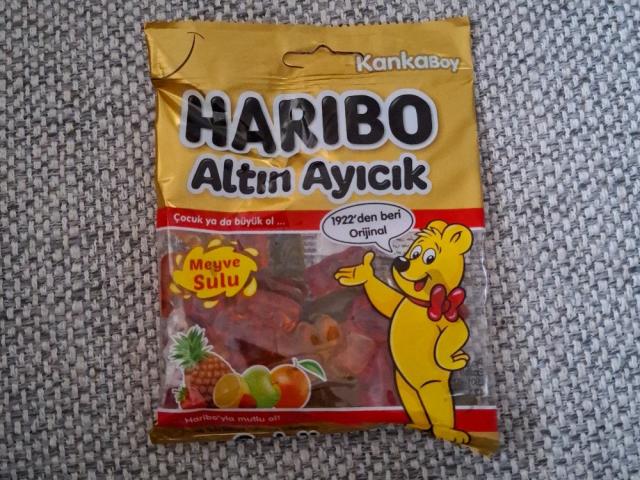 KankaBoy
HARIBO
Altın Ayıcık
Çocuk ya da büyük ol ...
1922'den beri
Orijinal
Meyve
Sulu
Haribo'yla mutlu ol!